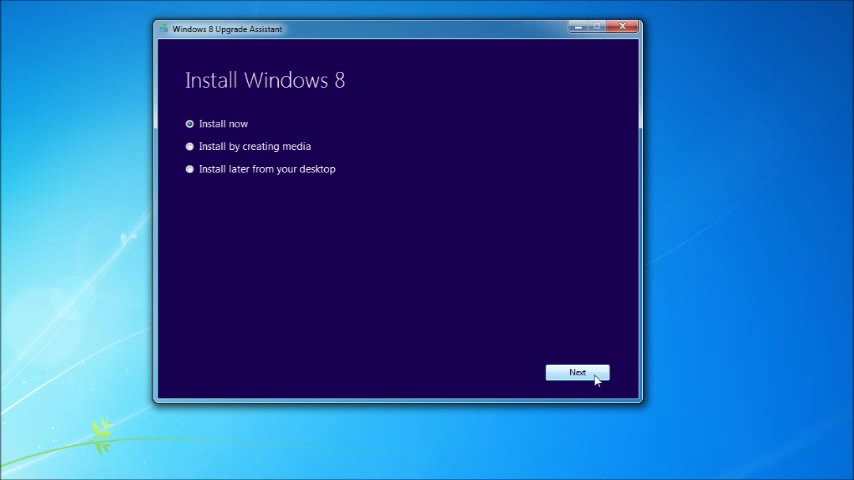 Windows 8 Upgrade Assistant
Install Windows 8
Install now
Install by creating media
Install later from your desktop
Next